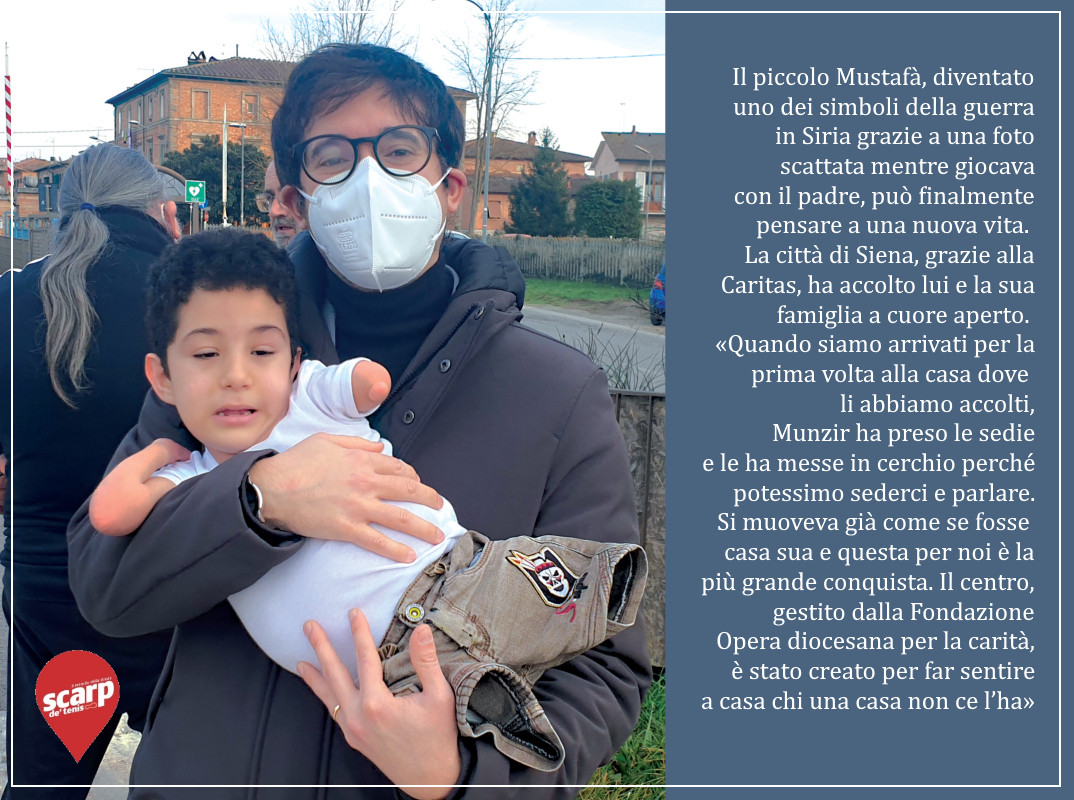 Il piccolo Mustafà, diventato
uno dei simboli della guerra
in Siria grazie a una foto
scattata mentre giocava
con il padre, può finalmente
pensare a una nuova vita.
La città di Siena, grazie alla
Caritas, ha accolto lui e la sua
famiglia a cuore aperto.
«Quando siamo arrivati per la
prima volta alla casa dove
li abbiamo accolti,
Munzir ha preso le sedie
e le ha messe in cerchio perché
potessimo sederci e parlare.
Si muoveva già come se fosse
casa sua e questa per noi è la
più grande conquista. Il centro,
gestito dalla Fondazione
Opera diocesana per la carità,
è stato creato per far sentire
a casa chi una casa non ce l’ha»
scarp
de' tenis